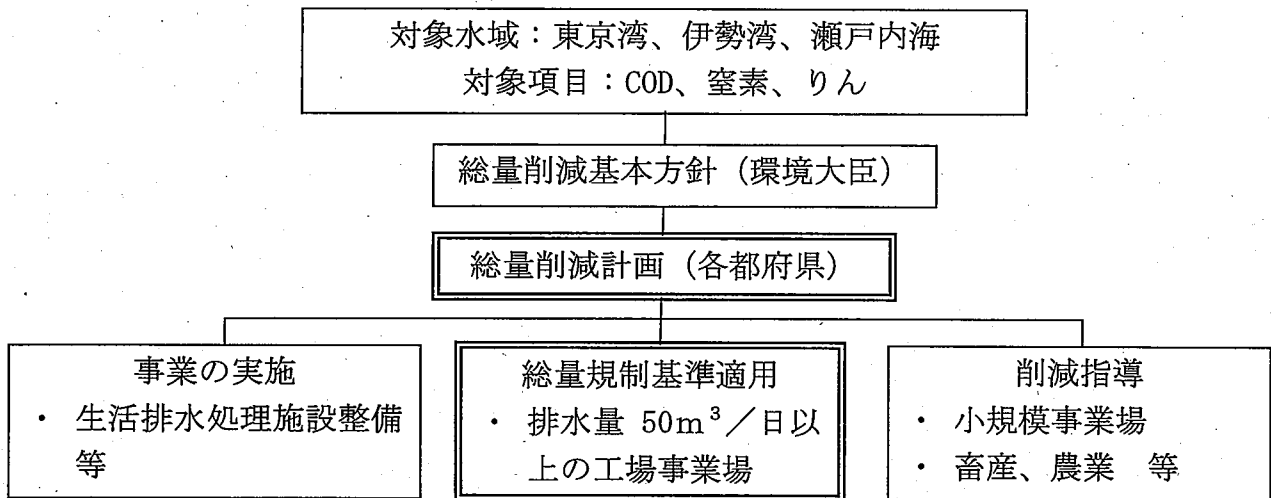 対象水域：東京湾、伊勢湾、瀬戸内海
対象項目：COD、窒素、りん
総量削減基本方針（環境大臣）
総量削減計画（各都府県）
事業の実施
・ 生活排水処理施設整備
等
総量規制基準適用
・ 排水量 50m³／日以
上の工場事業場
削減指導
・ 小規模事業場
・ 畜産、農業 等